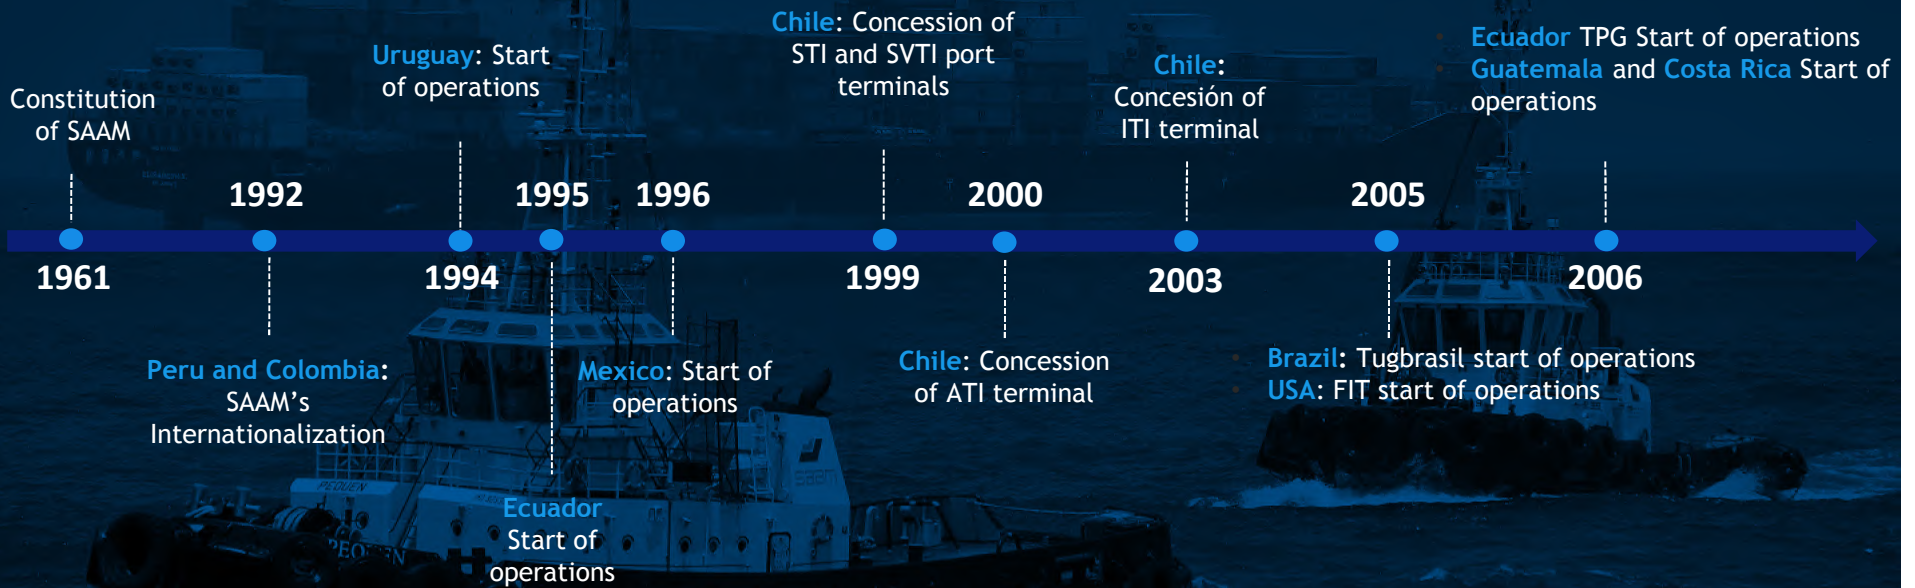 Constitution
of SAAM
1961
1992
Peru and Colombia:
SAAM’s
Internationalization
Uruguay: Start
of operations
1994
1995
Ecuador
Start of
operations
1996
Mexico: Start of
operations
Chile: Concession of
STI and SVTI port
terminals
1999
2000
Chile: Concession
of ATI terminal
Chile:
Concesión of
ITI terminal
2003
2005
Brazil: Tugbrasil start of operations
USA: FIT start of operations
Ecuador TPG Start of operations
Guatemala and Costa Rica Start of
operations
2006
PEQUEN
PEQUEN
saam